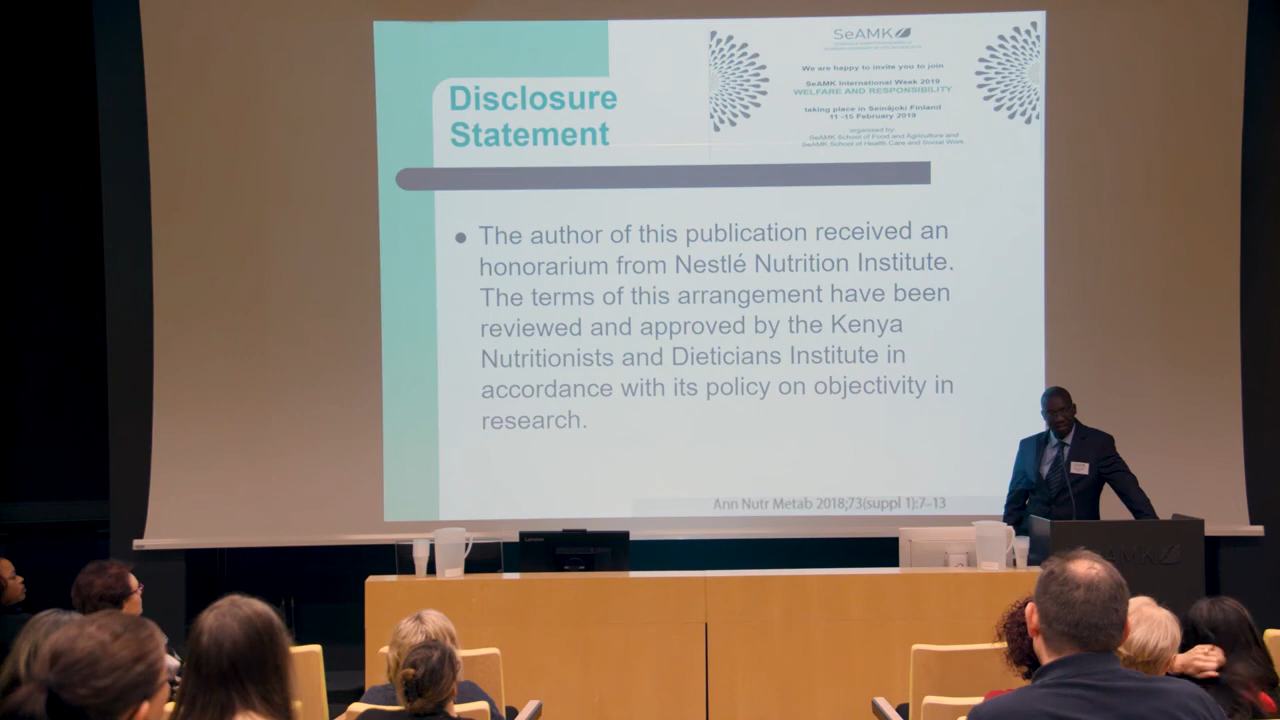 Disclosure
Statement
SeAMK
We are happy to invite you to join
SeAMK International Week 2019
WELFARE AND RESPONSIBILITY
taking place in Seinäjoki Finland
11 -15 February 2019
organised by
SeAMK School of Food and Agriculture and
SeAMK School of Health Care and Social Work
• The author of this publication received an
honorarium from Nestlé Nutrition Institute.
The terms of this arrangement have been
reviewed and approved by the Kenya
Nutritionists and Dieticians Institute in
accordance with its policy on objectivity in
research.
Ann Nutr Metab 2018;73(suppl 1):7–13
Lenovo
SeAMK